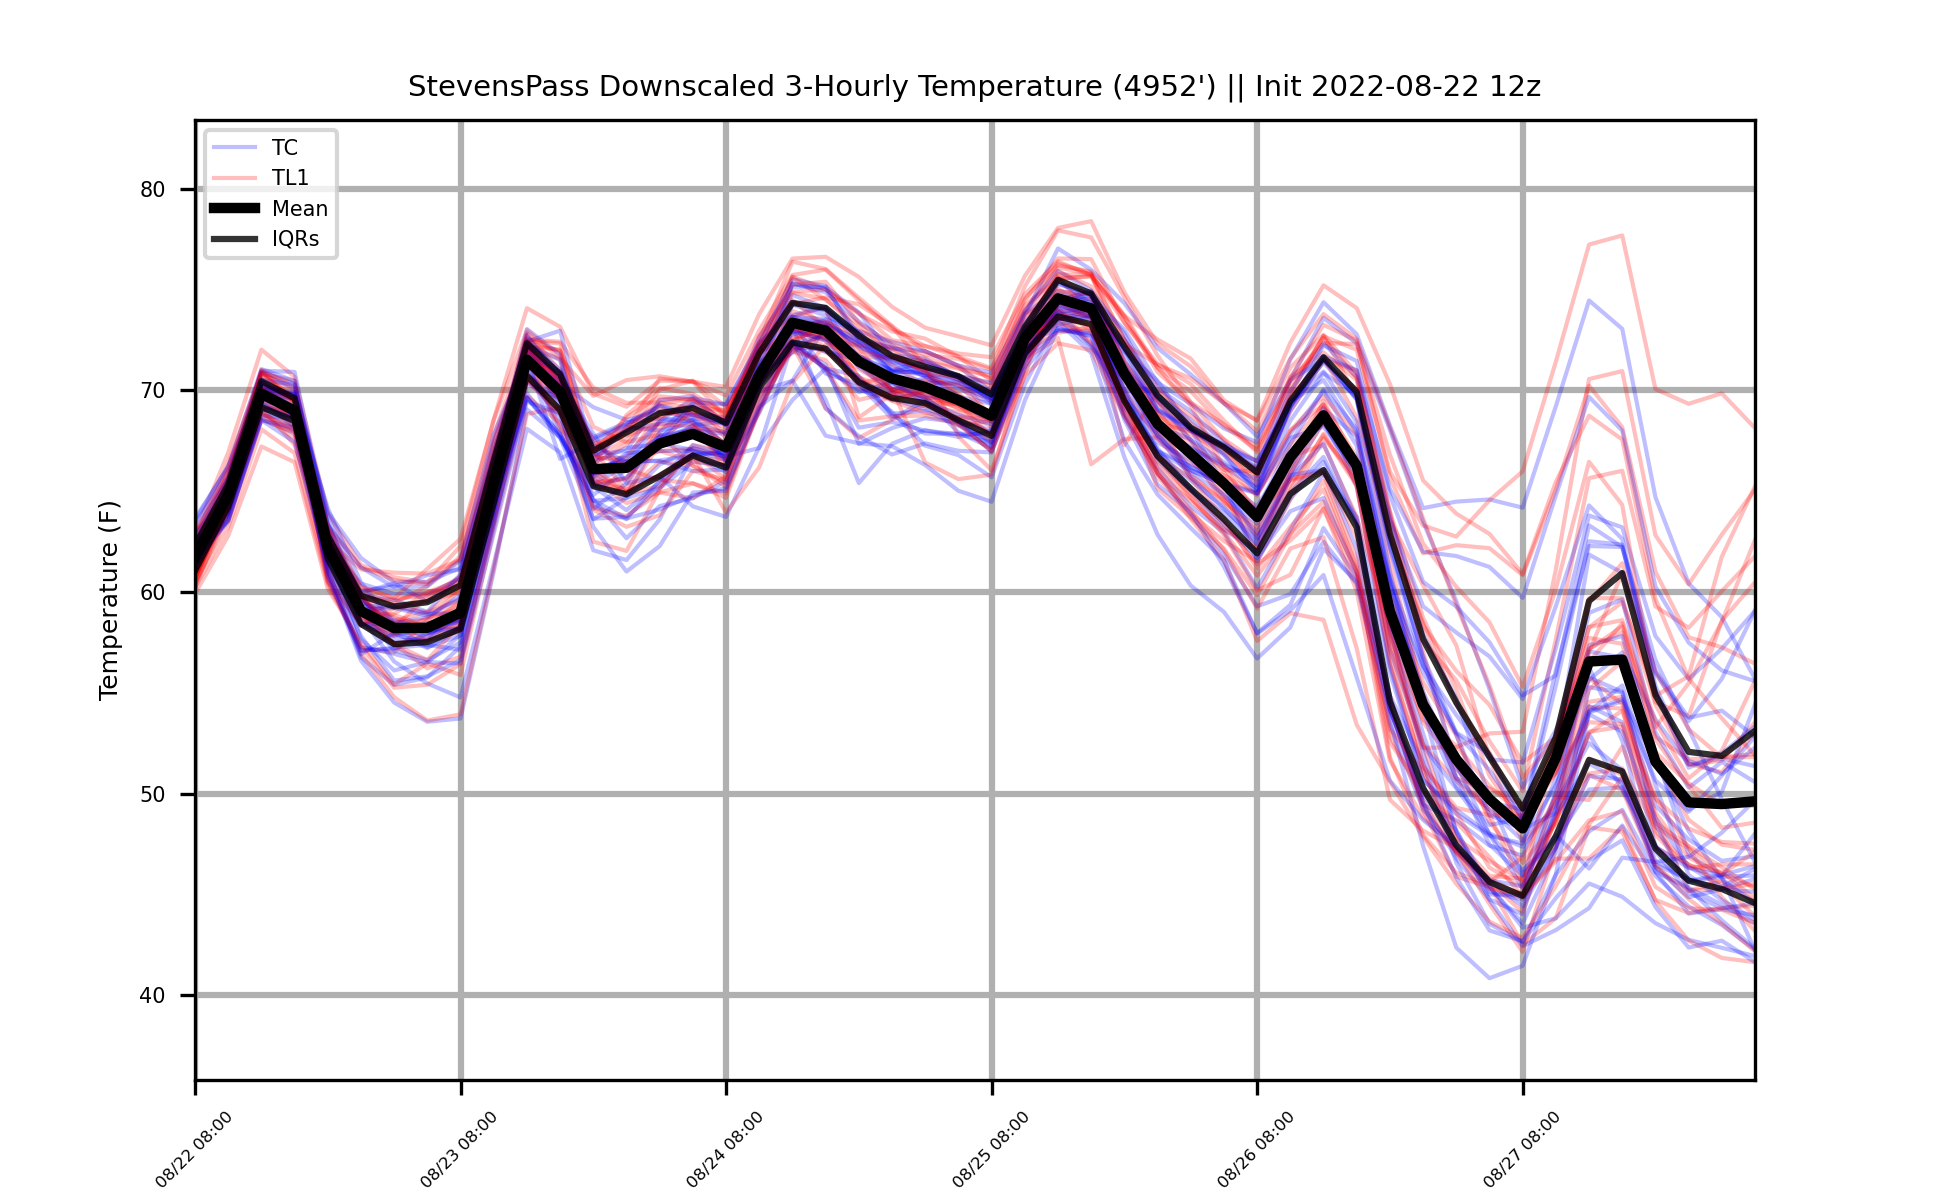 StevensPass Downscaled 3-Hourly Temperature (4952') || Init 2022-08-22 12z
TC
TL1
Mean
IQRs
Temperature (F)
80
70
60
50
40
08/22 08:00
08/23 08:00
08/24 08:00
08/25 08:00
08/26 08:00
08/27 08:00